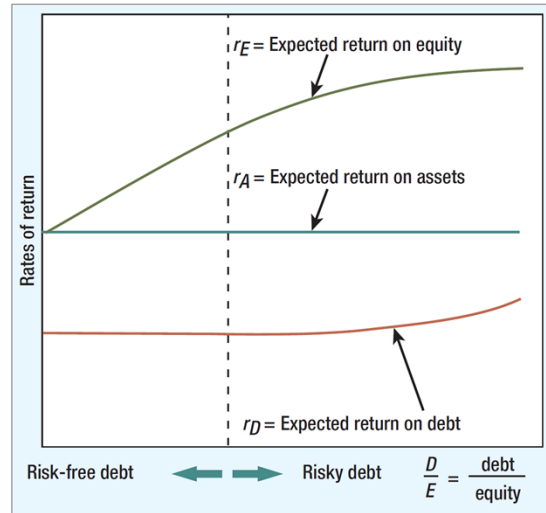 rE = Expected return on equity
rA = Expected return on assets
Rates of return
rD = Expected return on debt
Risk-free debt
Risky debt
D/E = debt/equity